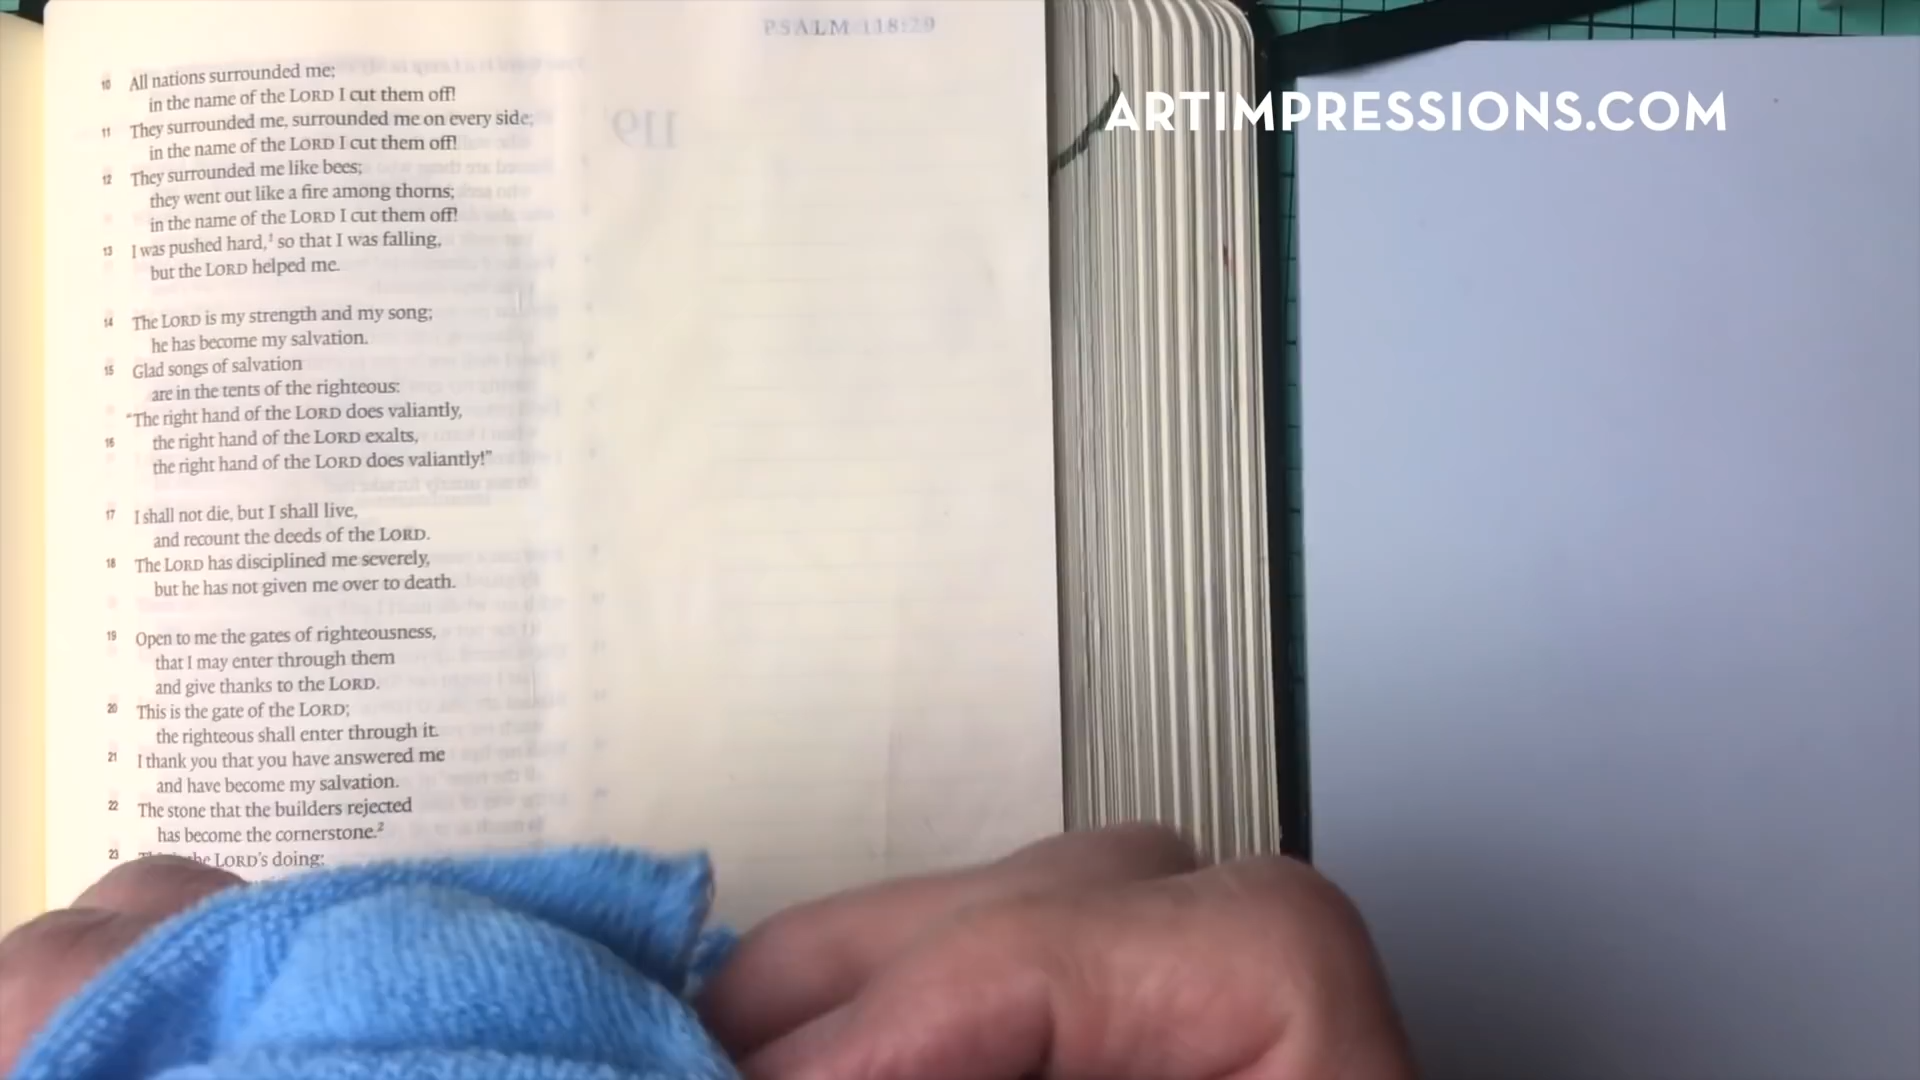 PSALM 118:29
ARTIMPRESSIONS.COM
10 All nations surrounded me;
in the name of the LORD I cut them off!
11 They surrounded me, surrounded me on every side;
in the name of the LORD I cut them off!
12 They surrounded me like bees;
they went out like a fire among thorns;
in the name of the LORD I cut them off!
13 I was pushed hard,¹ so that I was falling,
but the LORD helped me.
14 The LORD is my strength and my song;
he has become my salvation.
15 Glad songs of salvation
are in the tents of the righteous:
“The right hand of the LORD does valiantly,
16 the right hand of the LORD exalts,
the right hand of the LORD does valiantly!”
17 I shall not die, but I shall live,
and recount the deeds of the LORD.
18 The LORD has disciplined me severely,
but he has not given me over to death.
19 Open to me the gates of righteousness,
that I may enter through them
and give thanks to the LORD.
20 This is the gate of the LORD;
the righteous shall enter through it.
21 I thank you that you have answered me
and have become my salvation.
22 The stone that the builders rejected
has become the cornerstone.²
23 LORD's doing;
119